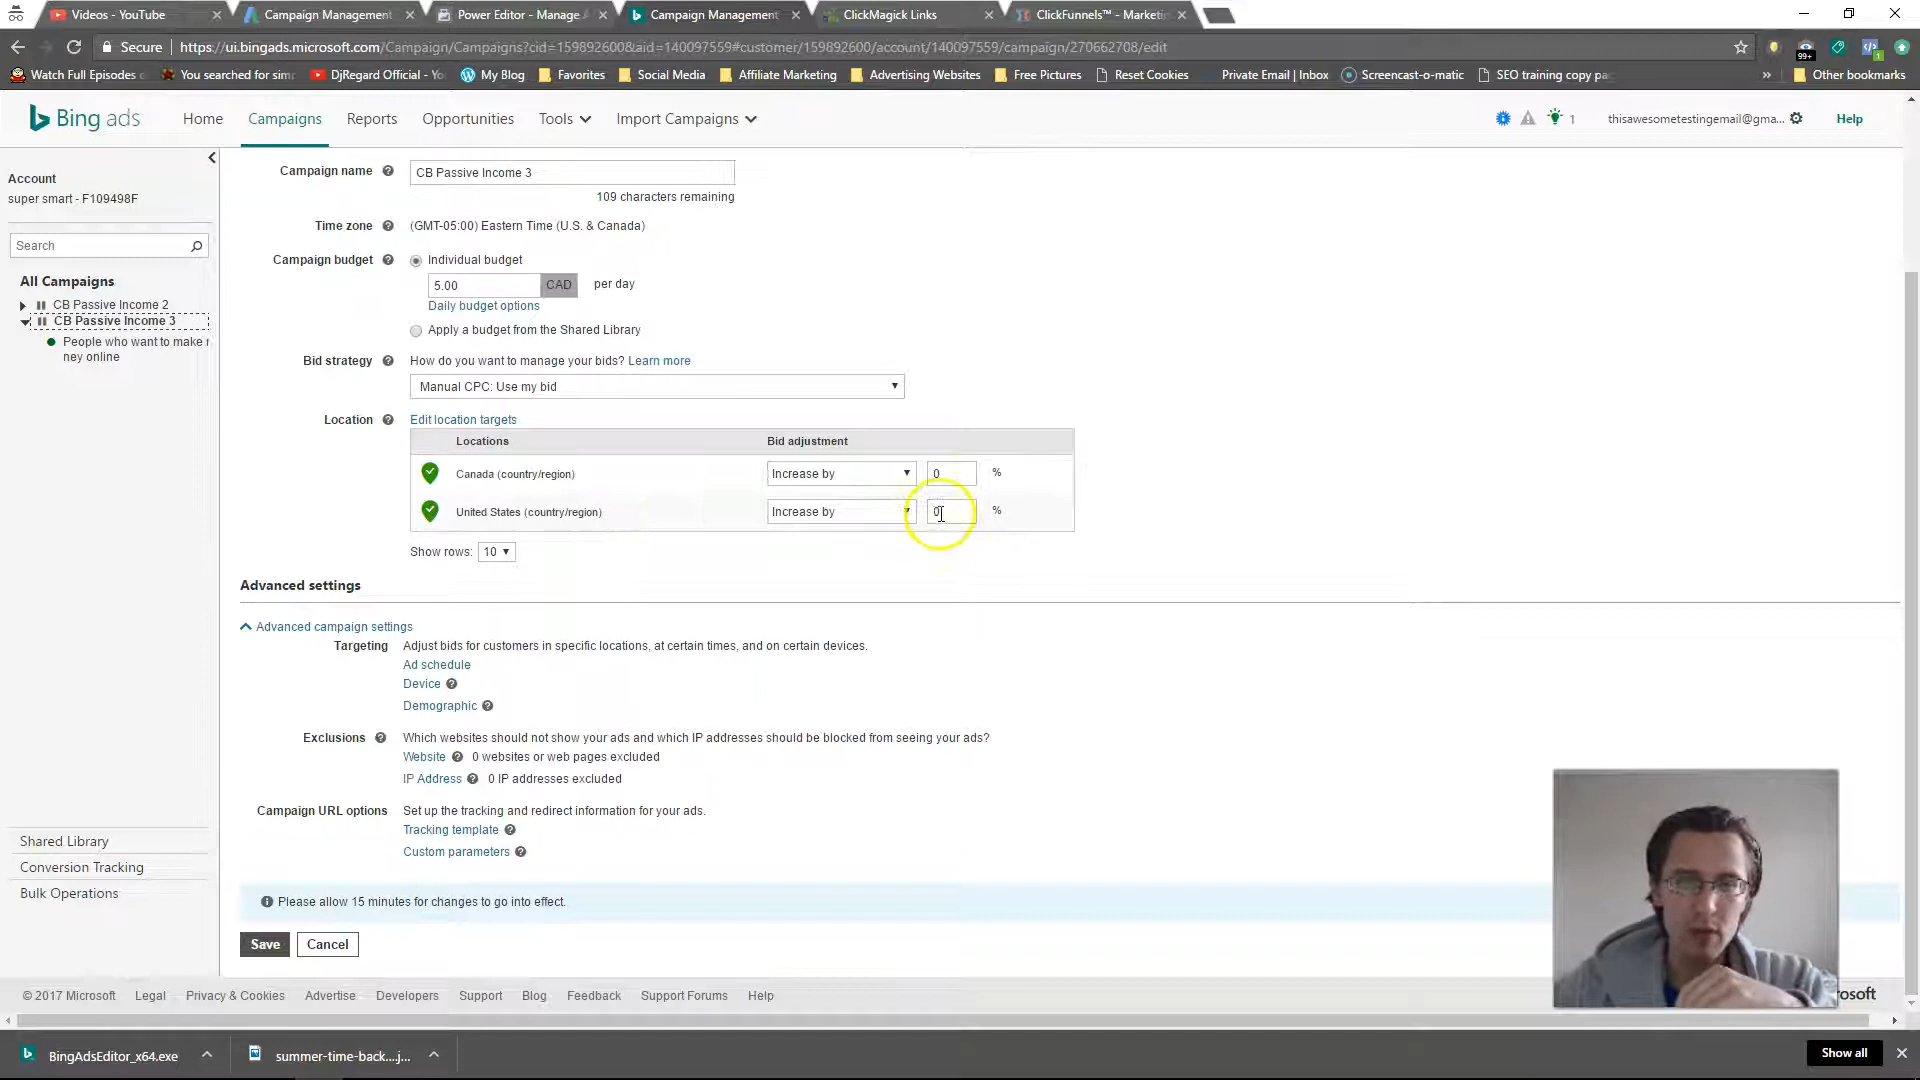 Videos - YouTube
Campaign Management
Power Editor - Manage A
Campaign Management
ClickMagick Links
ClickFunnels™ - Marketin
Secure
https://ui.bingads.microsoft.com/Campaign/Campaigns?cid=159892600&aid=140097559#customer/159892600/account/140097559/campaign/270662708/edit
99+
1
Watch Full Episodes o
You searched for sim
DjRegard Official - Yo
My Blog
Favorites
Social Media
Affiliate Marketing
Advertising Websites
Free Pictures
Reset Cookies
Private Email | Inbox
Screencast-o-matic
SEO training copy pa
»
Other bookmarks
Bing ads
Home
Campaigns
Reports
Opportunities
Tools
Import Campaigns
1
thisawesometestingemail@gma...
Help
Account
super smart - F109498F
Search
All Campaigns
CB Passive Income 2
CB Passive Income 3
People who want to make
ney online
Shared Library
Conversion Tracking
Bulk Operations
Campaign name
CB Passive Income 3
109 characters remaining
Time zone
(GMT-05:00) Eastern Time (U.S. & Canada)
Campaign budget
Individual budget
5.00
CAD
per day
Daily budget options
Apply a budget from the Shared Library
Bid strategy
How do you want to manage your bids? Learn more
Manual CPC: Use my bid
Location
Edit location targets
Locations
Bid adjustment
Canada (country/region)
Increase by
0
%
United States (country/region)
Increase by
0
%
Show rows:
10
Advanced settings
Advanced campaign settings
Targeting
Adjust bids for customers in specific locations, at certain times, and on certain devices.
Ad schedule
Device
Demographic
Exclusions
Which websites should not show your ads and which IP addresses should be blocked from seeing your ads?
Website
0 websites or web pages excluded
IP Address
0 IP addresses excluded
Campaign URL options
Set up the tracking and redirect information for your ads.
Tracking template
Custom parameters
Please allow 15 minutes for changes to go into effect.
Save
Cancel
© 2017 Microsoft
Legal
Privacy & Cookies
Advertise
Developers
Support
Blog
Feedback
Support Forums
Help
rosoft
BingAdsEditor_x64.exe
summer-time-back....j...
Show all